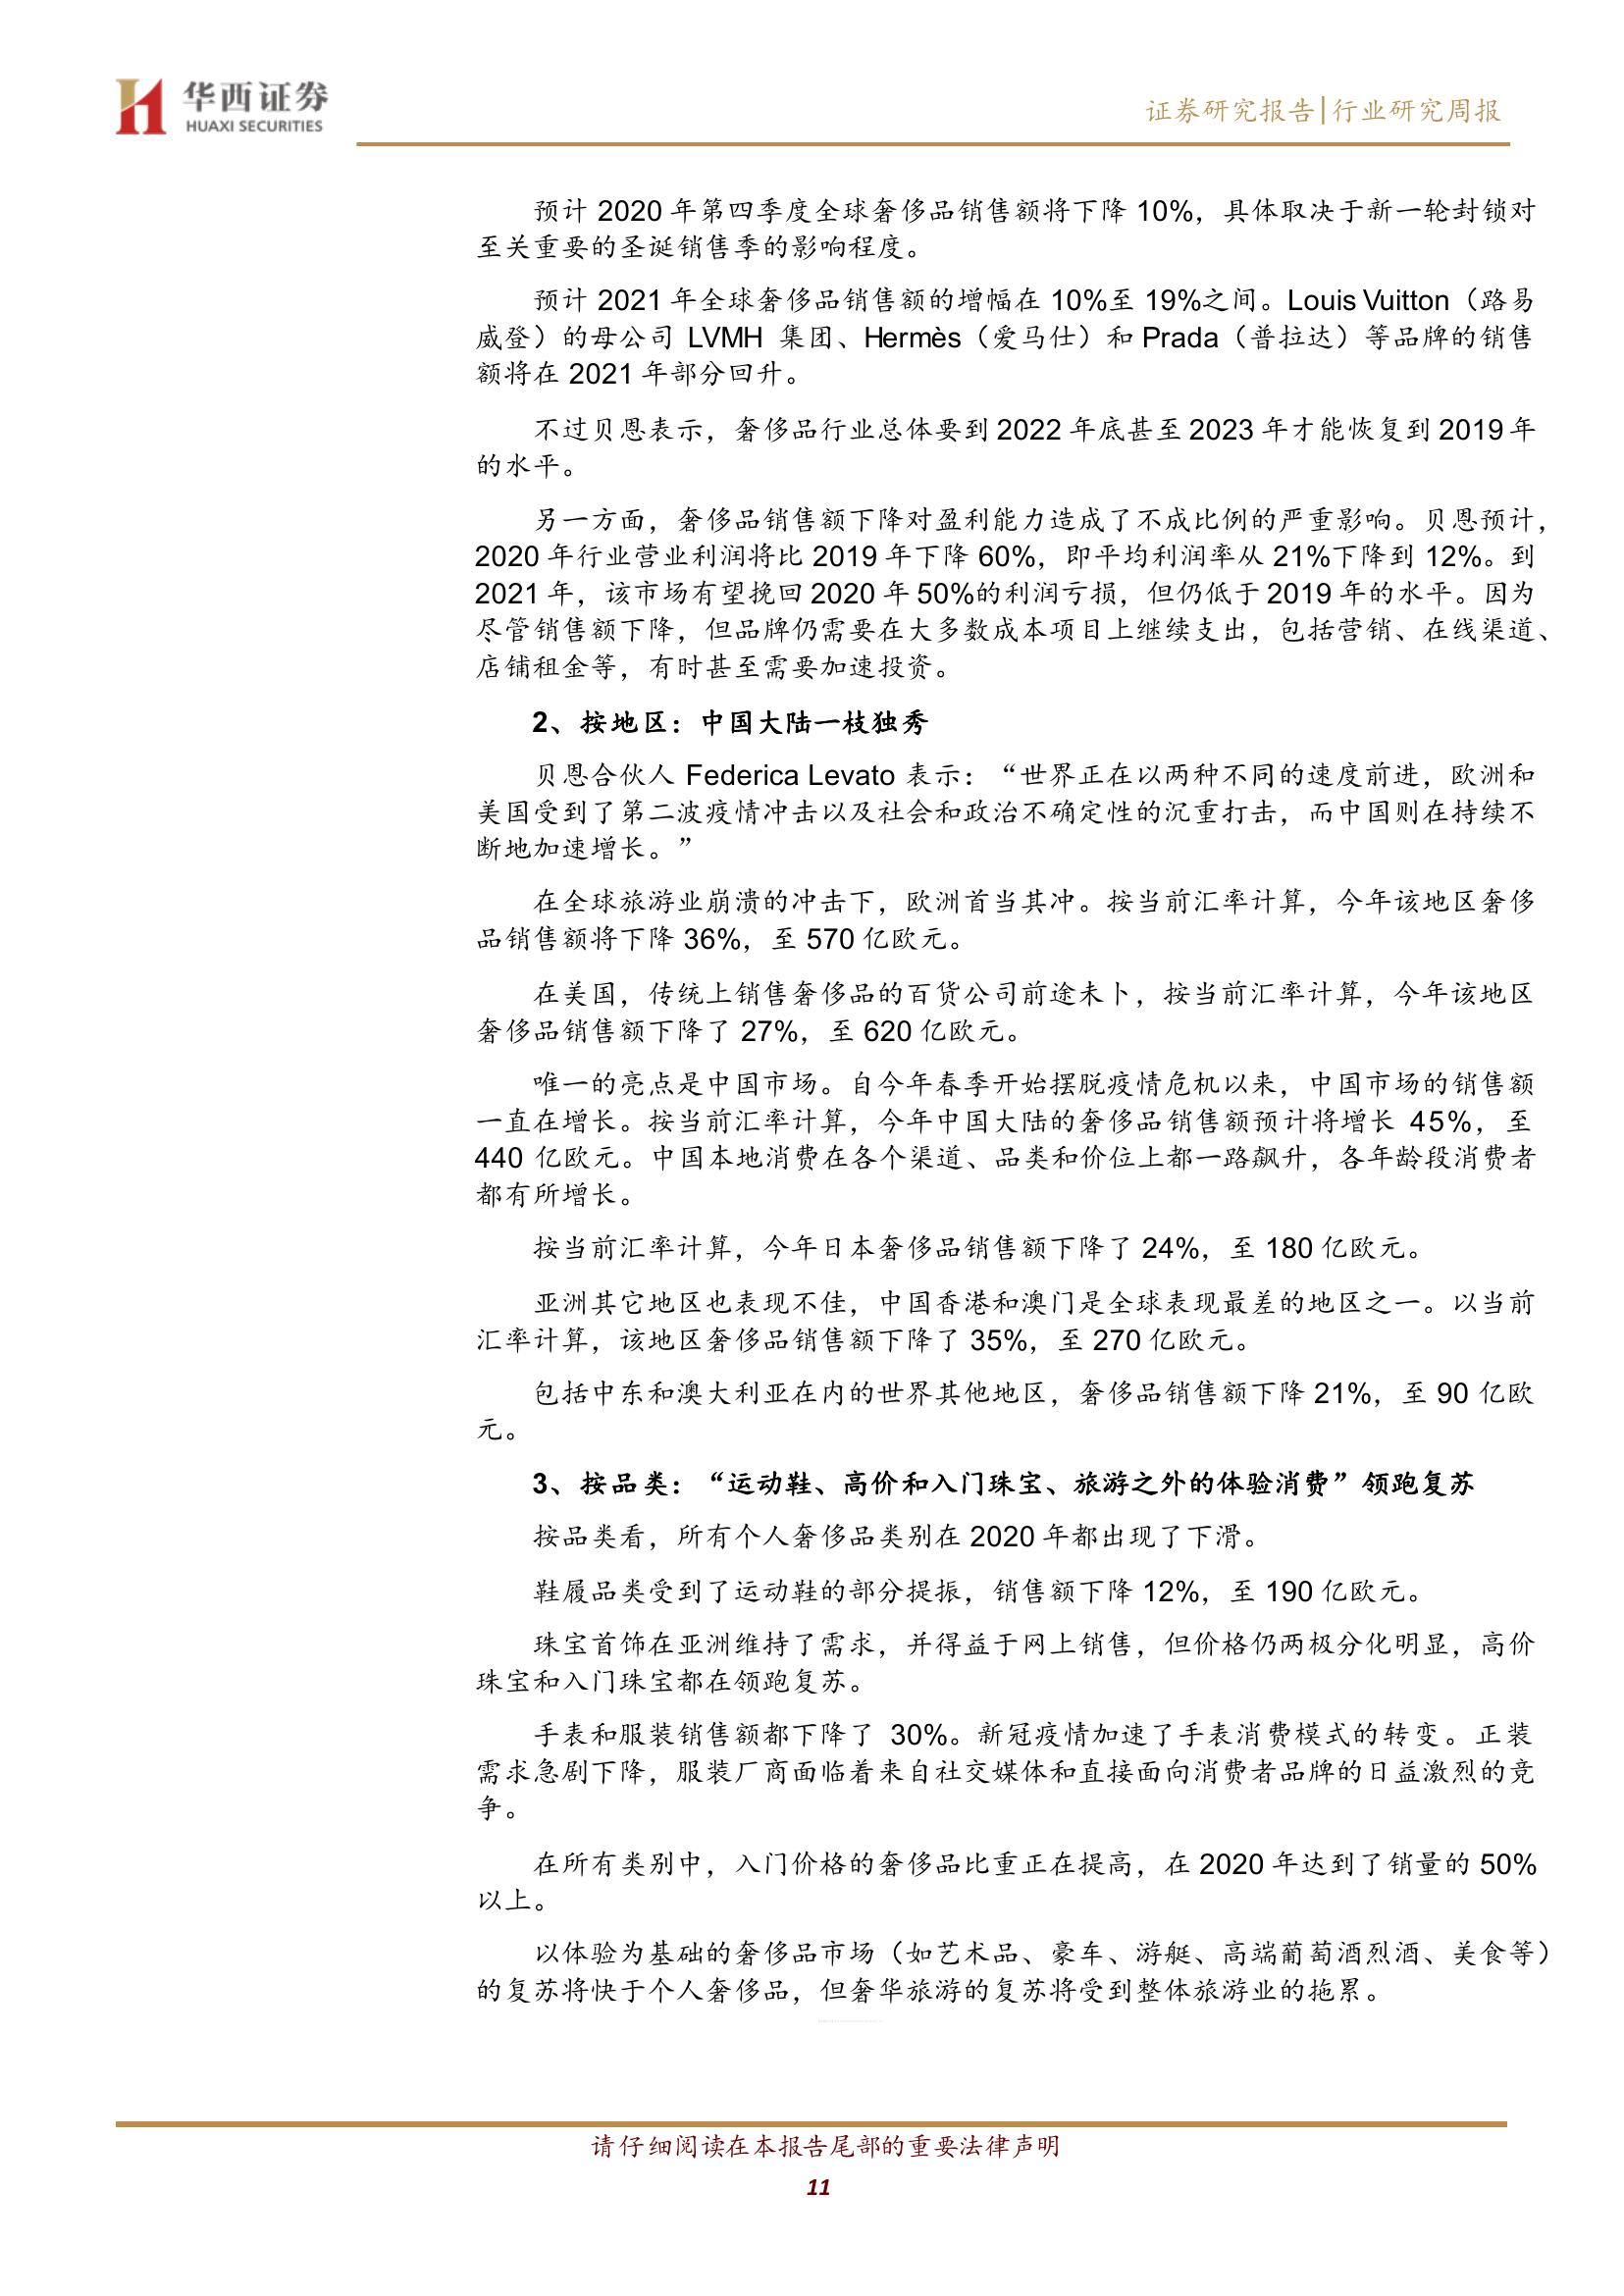 华西证券
HUAXI SECURITIES
证券研究报告|行业研究周报
预计 2020 年第四季度全球奢侈品销售额将下降 10%，具体取决于新一轮封锁对
至关重要的圣诞销售季的影响程度。
预计 2021 年全球奢侈品销售额的增幅在 10%至 19%之间。Louis Vuitton（路易
威登）的母公司 LVMH 集团、Hermès（爱马仕）和 Prada（普拉达）等品牌的销售
额将在 2021 年部分回升。
不过贝恩表示，奢侈品行业总体要到 2022 年底甚至 2023 年才能恢复到 2019 年
的水平。
另一方面，奢侈品销售额下降对盈利能力造成了不成比例的严重影响。贝恩预计，
2020 年行业营业利润将比 2019 年下降 60%，即平均利润率从 21%下降到 12%。到
2021 年，该市场有望挽回 2020 年 50%的利润亏损，但仍低于 2019 年的水平。因为
尽管销售额下降，但品牌仍需要在大多数成本项目上继续支出，包括营销、在线渠道、
店铺租金等，有时甚至需要加速投资。
2、按地区：中国大陆一枝独秀
贝恩合伙人 Federica Levato 表示：“世界正在以两种不同的速度前进，欧洲和
美国受到了第二波疫情冲击以及社会和政治不确定性的沉重打击，而中国则在持续不
断地加速增长。”
在全球旅游业崩溃的冲击下，欧洲首当其冲。按当前汇率计算，今年该地区奢侈
品销售额将下降 36%，至 570 亿欧元。
在美国，传统上销售奢侈品的百货公司前途未卜，按当前汇率计算，今年该地区
奢侈品销售额下降了 27%，至 620 亿欧元。
唯一的亮点是中国市场。自今年春季开始摆脱疫情危机以来，中国市场的销售额
一直在增长。按当前汇率计算，今年中国大陆的奢侈品销售额预计将增长 45%，至
440 亿欧元。中国本地消费在各个渠道、品类和价位上都一路飙升，各年龄段消费者
都有所增长。
按当前汇率计算，今年日本奢侈品销售额下降了 24%，至 180 亿欧元。
亚洲其它地区也表现不佳，中国香港和澳门是全球表现最差的地区之一。以当前
汇率计算，该地区奢侈品销售额下降了 35%，至 270 亿欧元。
包括中东和澳大利亚在内的世界其他地区，奢侈品销售额下降 21%，至 90 亿欧
元。
3、按品类：“运动鞋、高价和入门珠宝、旅游之外的体验消费”领跑复苏
按品类看，所有个人奢侈品类别在 2020 年都出现了下滑。
鞋履品类受到了运动鞋的部分提振，销售额下降 12%，至 190 亿欧元。
珠宝首饰在亚洲维持了需求，并得益于网上销售，但价格仍两极分化明显，高价
珠宝和入门珠宝都在领跑复苏。
手表和服装销售额都下降了 30%。新冠疫情加速了手表消费模式的转变。正装
需求急剧下降，服装厂商面临着来自社交媒体和直接面向消费者品牌的日益激烈的竞
争。
在所有类别中，入门价格的奢侈品比重正在提高，在 2020 年达到了销量的 50%
以上。
以体验为基础的奢侈品市场（如艺术品、豪车、游艇、高端葡萄酒烈酒、美食等）
的复苏将快于个人奢侈品，但奢华旅游的复苏将受到整体旅游业的拖累。
请仔细阅读在本报告尾部的重要法律声明
11